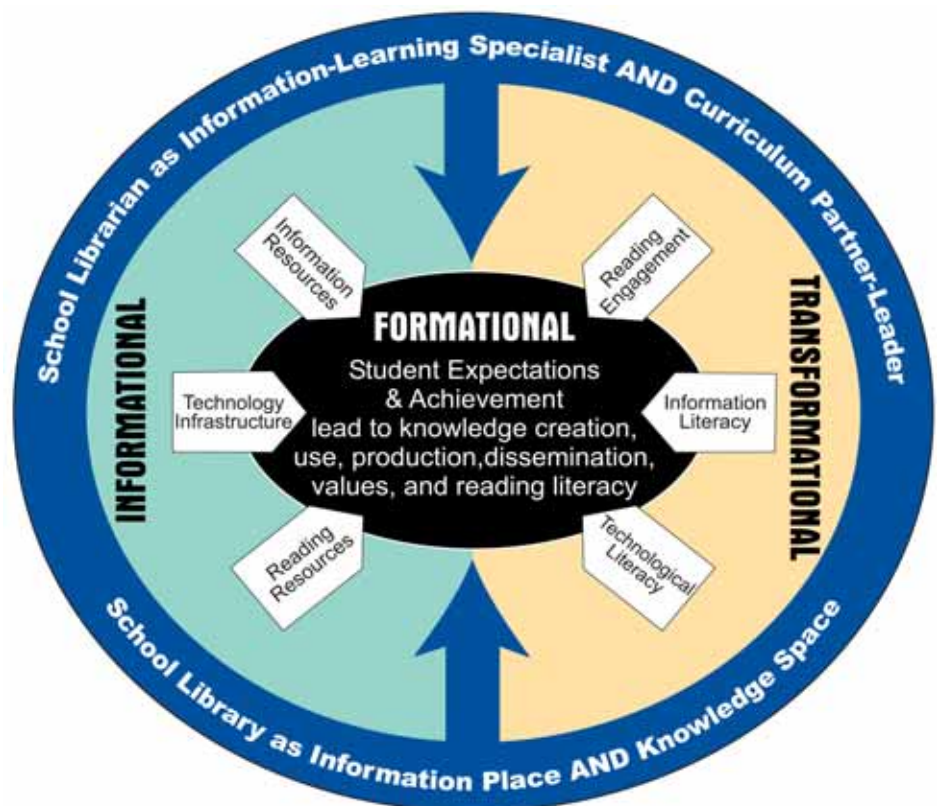 School Librarian as Information-Learning Specialist AND Curriculum Partner-Leader
INFORMATIONAL
Information
Resources
Technology
Infrastructure
Reading
Resources
FORMATIONAL
Student Expectations
& Achievement
lead to knowledge creation,
use, production,dissemination,
values, and reading literacy
Reading
Engagement
Information
Literacy
Technological
Literacy
TRANSFORMATIONAL
School Library as Information Place AND Knowledge Space